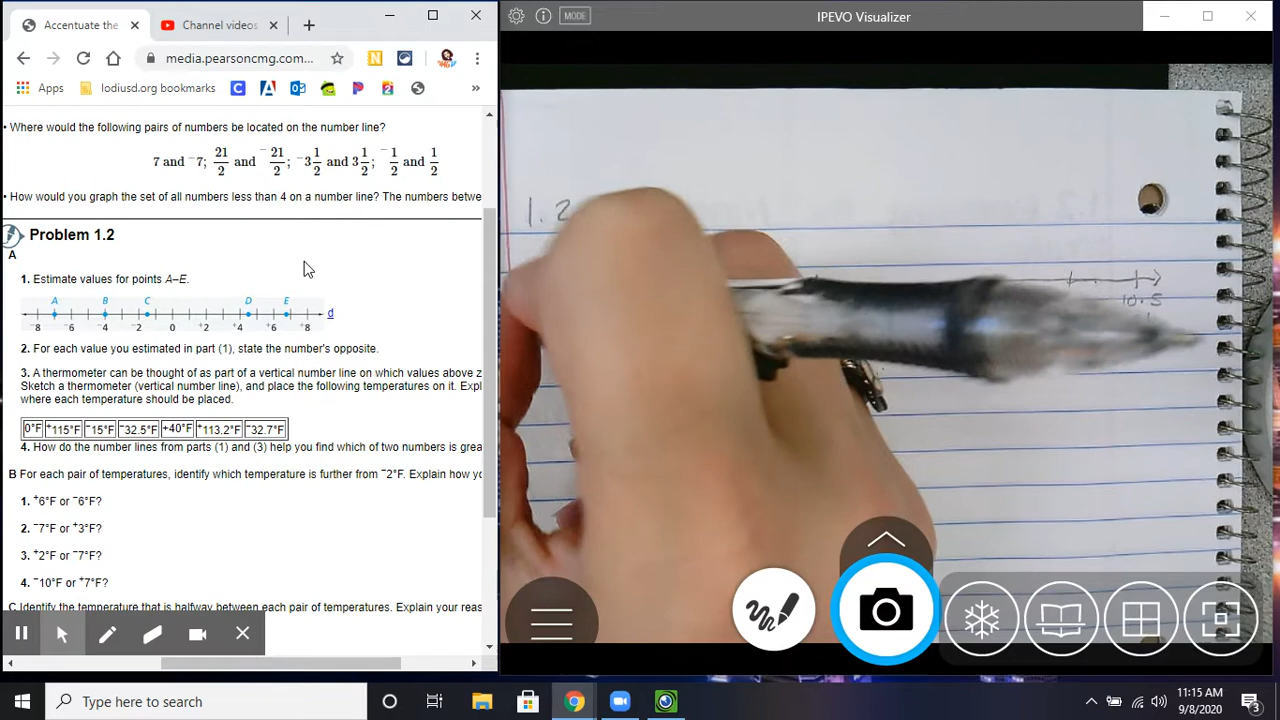 Accentuate the
Channel videos
IPEVO Visualizer
MODE
media.pearsoncmg.com...
Apps
lodiusd.org bookmarks
• Where would the following pairs of numbers be located on the number line?
7 and ⁻7; 21/2 and ⁻21/2; ⁻3 1/2 and 3 1/2; ⁻1/2 and 1/2
• How would you graph the set of all numbers less than 4 on a number line? The numbers betwe
Problem 1.2
A
1. Estimate values for points A–E.
A B C D E
-8 -6 -4 -2 0 +2 +4 +6 +8
d
2. For each value you estimated in part (1), state the number's opposite.
3. A thermometer can be thought of as part of a vertical number line on which values above z
Sketch a thermometer (vertical number line), and place the following temperatures on it. Expl
where each temperature should be placed.
0°F ⁺115°F ⁻15°F ⁻32.5°F +40°F ⁺113.2°F ⁻32.7°F
4. How do the number lines from parts (1) and (3) help you find which of two numbers is grea
B For each pair of temperatures, identify which temperature is further from ⁻2°F. Explain how yo
1. ⁺6°F or ⁻6°F?
2. ⁻7°F or ⁺3°F?
3. ⁺2°F or ⁻7°F?
4. ⁻10°F or ⁺7°F?
C Identify the temperature that is halfway between each pair of temperatures. Explain your reas
1.2
10.5
Type here to search
11:15 AM
9/8/2020
3